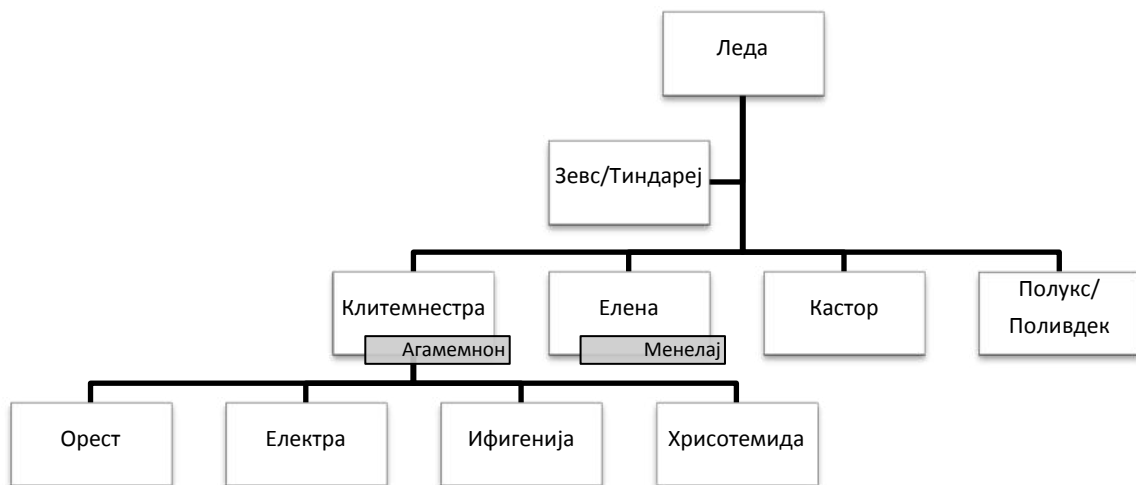 Леда
Зевс/Тиндареј
Клитемнестра
Агамемнон
Елена
Менелај
Кастор
Полукс/
Поливдек
Орест
Електра
Ифигенија
Хрисотемида